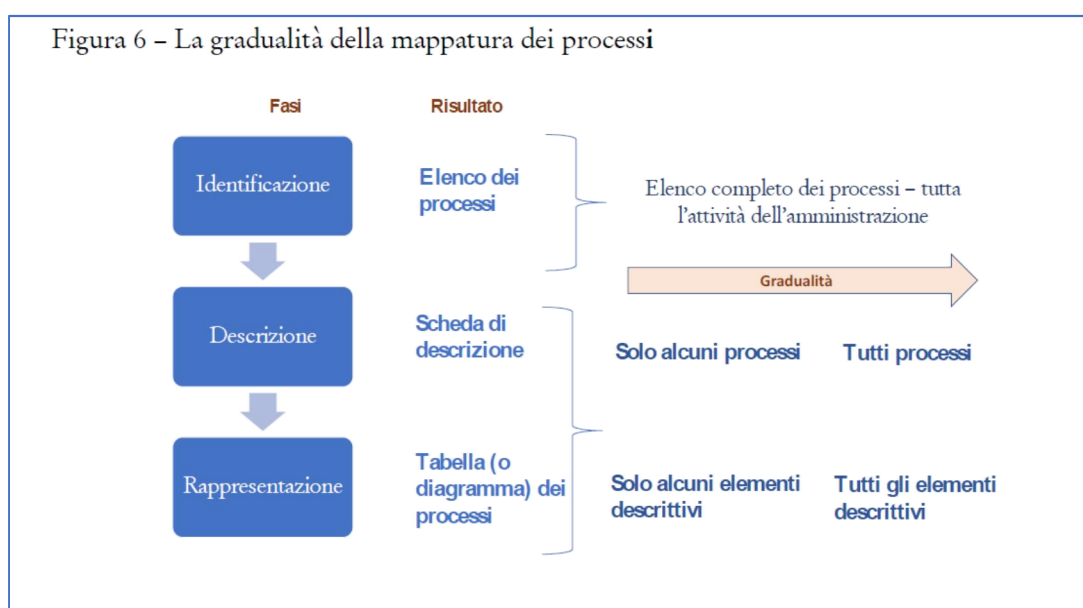 Figura 6 – La gradualità della mappatura dei processi
Fasi
Risultato
Identificazione
Elenco dei
processi
Elenco completo dei processi – tutta
l'attività dell'amministrazione
Gradualità
Descrizione
Scheda di
descrizione
Solo alcuni processi
Tutti processi
Rappresentazione
Tabella (o
diagramma) dei
processi
Solo alcuni elementi
descrittivi
Tutti gli elementi
descrittivi